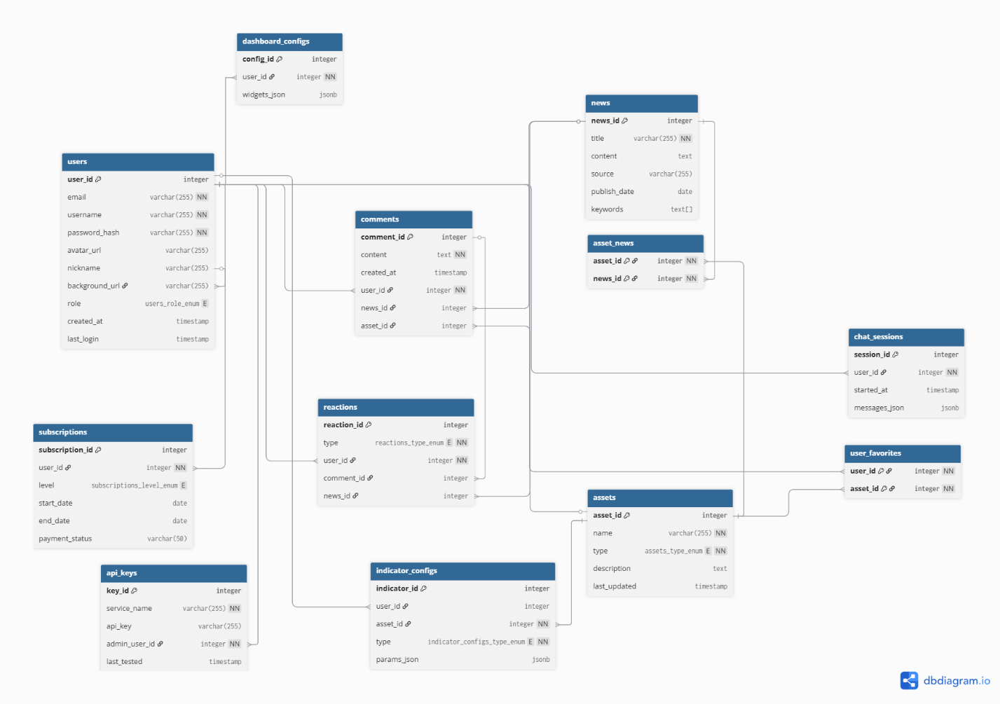 dashboard_configs
config_id integer
user_id integer NN
widgets_json jsonb
news
news_id integer
title varchar(255) NN
content text
source varchar(255)
publish_date date
keywords text[]
users
user_id integer
email varchar(255) NN
username varchar(255) NN
password_hash varchar(255) NN
avatar_url varchar(255)
nickname varchar(255)
background_url varchar(255)
role users_role_enum E
created_at timestamp
last_login timestamp
comments
comment_id integer
content text NN
created_at timestamp
user_id integer NN
news_id integer
asset_id integer
asset_news
asset_id integer NN
news_id integer NN
chat_sessions
session_id integer
user_id integer NN
started_at timestamp
messages_json jsonb
reactions
reaction_id integer
type reactions_type_enum E NN
user_id integer NN
comment_id integer
news_id integer
subscriptions
subscription_id integer
user_id integer NN
level subscriptions_level_enum E
start_date date
end_date date
payment_status varchar(50)
user_favorites
user_id integer NN
asset_id integer NN
assets
asset_id integer
name varchar(255) NN
type assets_type_enum E NN
description text
last_updated timestamp
api_keys
key_id integer
service_name varchar(255) NN
api_key varchar(255)
admin_user_id integer NN
last_tested timestamp
indicator_configs
indicator_id integer
user_id integer
asset_id integer NN
type indicator_configs_type_enum E NN
params_json jsonb
dbdiagram.io